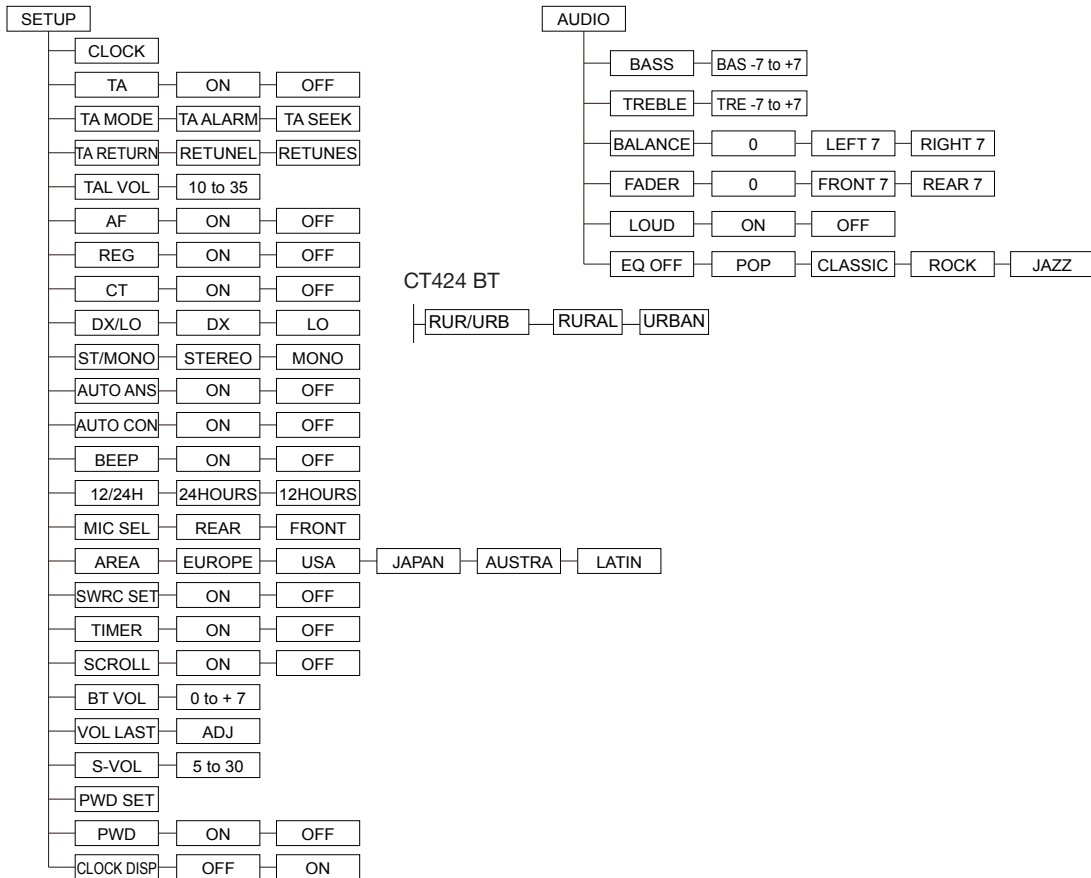 SETUP
CLOCK
TA ON OFF
TA MODE TA ALARM TA SEEK
TA RETURN RETUNEL RETUNES
TAL VOL 10 to 35
AF ON OFF
REG ON OFF
CT ON OFF
DX/LO DX LO
ST/MONO STEREO MONO
AUTO ANS ON OFF
AUTO CON ON OFF
BEEP ON OFF
12/24H 24HOURS 12HOURS
MIC SEL REAR FRONT
AREA EUROPE USA JAPAN AUSTRA LATIN
SWRC SET ON OFF
TIMER ON OFF
SCROLL ON OFF
BT VOL 0 to + 7
VOL LAST ADJ
S-VOL 5 to 30
PWD SET
PWD ON OFF
CLOCK DISP OFF ON
AUDIO
BASS BAS -7 to +7
TREBLE TRE -7 to +7
BALANCE 0 LEFT 7 RIGHT 7
FADER 0 FRONT 7 REAR 7
LOUD ON OFF
EQ OFF POP CLASSIC ROCK JAZZ
CT424 BT
RUR/URB RURAL URBAN